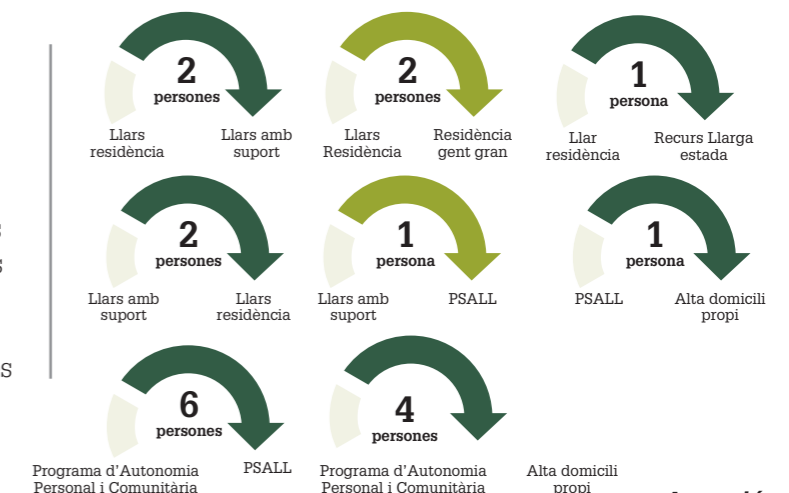 2
persones
Llars
residència
Llars amb
suport
2
persones
Llars
Residència
Residència
gent gran
1
persona
Llar
residència
Recurs Llarga
estada
2
persones
Llars amb
suport
Llars
residència
1
persona
Llars amb
suport
PSALL
1
persona
PSALL
Alta domicili
propi
6
persones
Programa d'Autonomia
Personal i Comunitària
PSALL
4
persones
Programa d'Autonomia
Personal i Comunitària
Alta domicili
propi